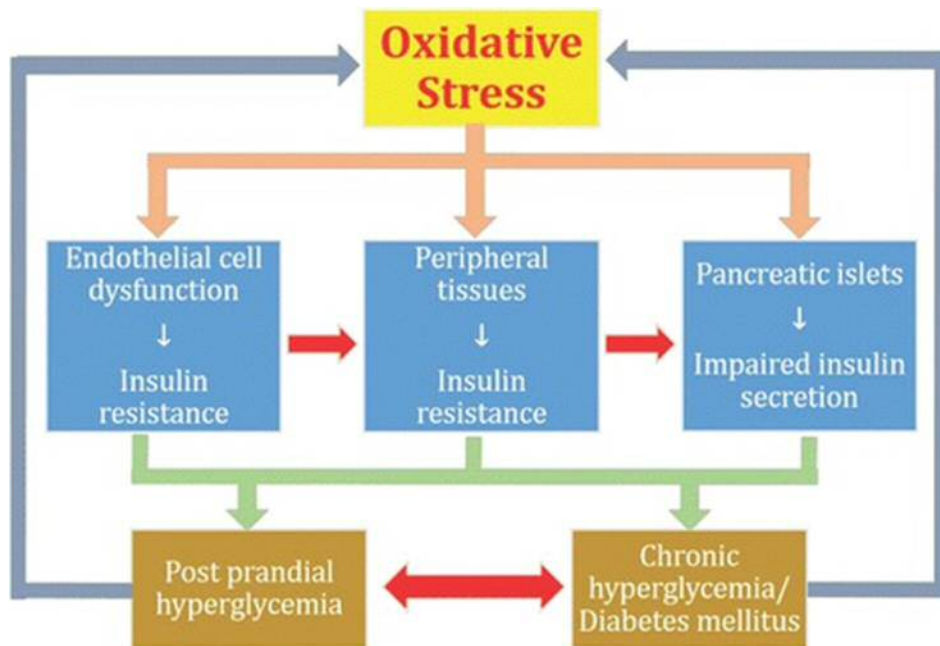 Oxidative
Stress
Endothelial cell
dysfunction
↓
Insulin
resistance
Peripheral
tissues
↓
Insulin
resistance
Pancreatic islets
↓
Impaired insulin
secretion
Post prandial
hyperglycemia
Chronic
hyperglycemia/
Diabetes mellitus